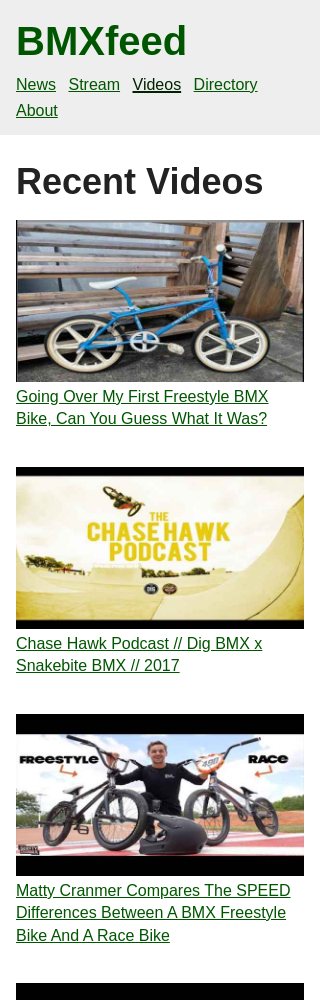 BMXfeed
News Stream Videos Directory
About
Recent Videos
Going Over My First Freestyle BMX
Bike, Can You Guess What It Was?
THE
CHASE HAWK
PODCAST
DIG
Chase Hawk Podcast // Dig BMX x
Snakebite BMX // 2017
FREESTYLE
RACE
490
Matty Cranmer Compares The SPEED
Differences Between A BMX Freestyle
Bike And A Race Bike